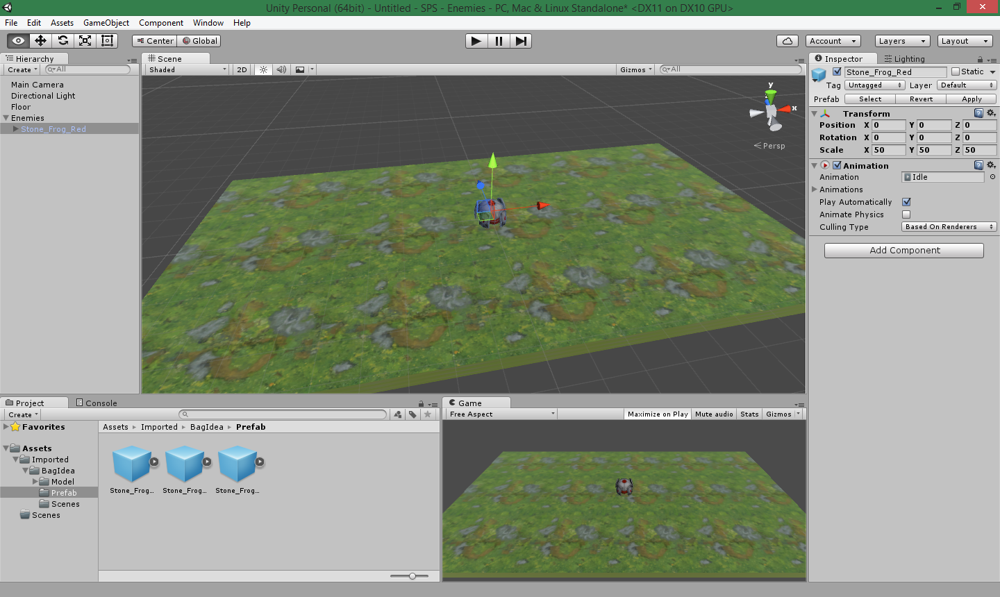 Unity Personal (64bit) - Untitled - SPS - Enemies - PC, Mac & Linux Standalone* <DX11 on DX10 GPU>
File Edit Assets GameObject Component Window Help
Center Global Account Layers Layout
Hierarchy
Create All
Main Camera
Directional Light
Floor
Enemies
Stone_Frog_Red
Scene
Shaded 2D Gizmos All
y
x
z
Persp
Inspector Lighting
Stone_Frog_Red Static
Tag Untagged Layer Default
Prefab Select Revert Apply
Transform
Position X 0 Y 0 Z 0
Rotation X 0 Y 0 Z 0
Scale X 50 Y 50 Z 50
Animation
Animation Idle
Animations
Play Automatically
Animate Physics
Culling Type Based On Renderers
Add Component
Project Console
Create
Favorites
Assets
Imported
BagIdea
Model
Prefab
Scenes
Scenes
Assets Imported BagIdea Prefab
Stone_Frog... Stone_Frog... Stone_Frog...
Game
Free Aspect Maximize on Play Mute audio Stats Gizmos